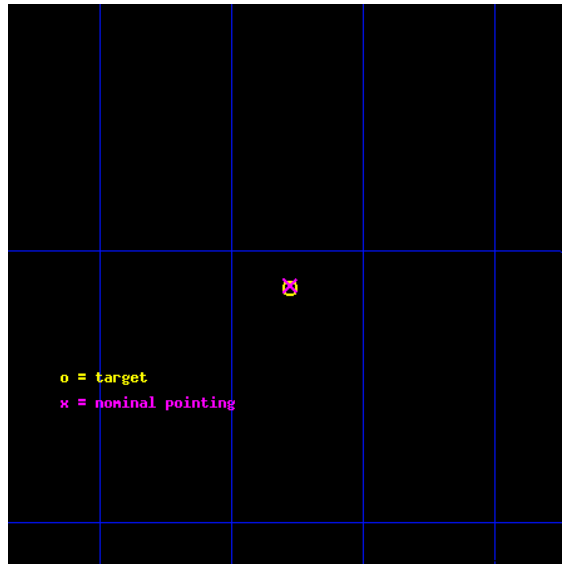 o = target
x = nominal pointing